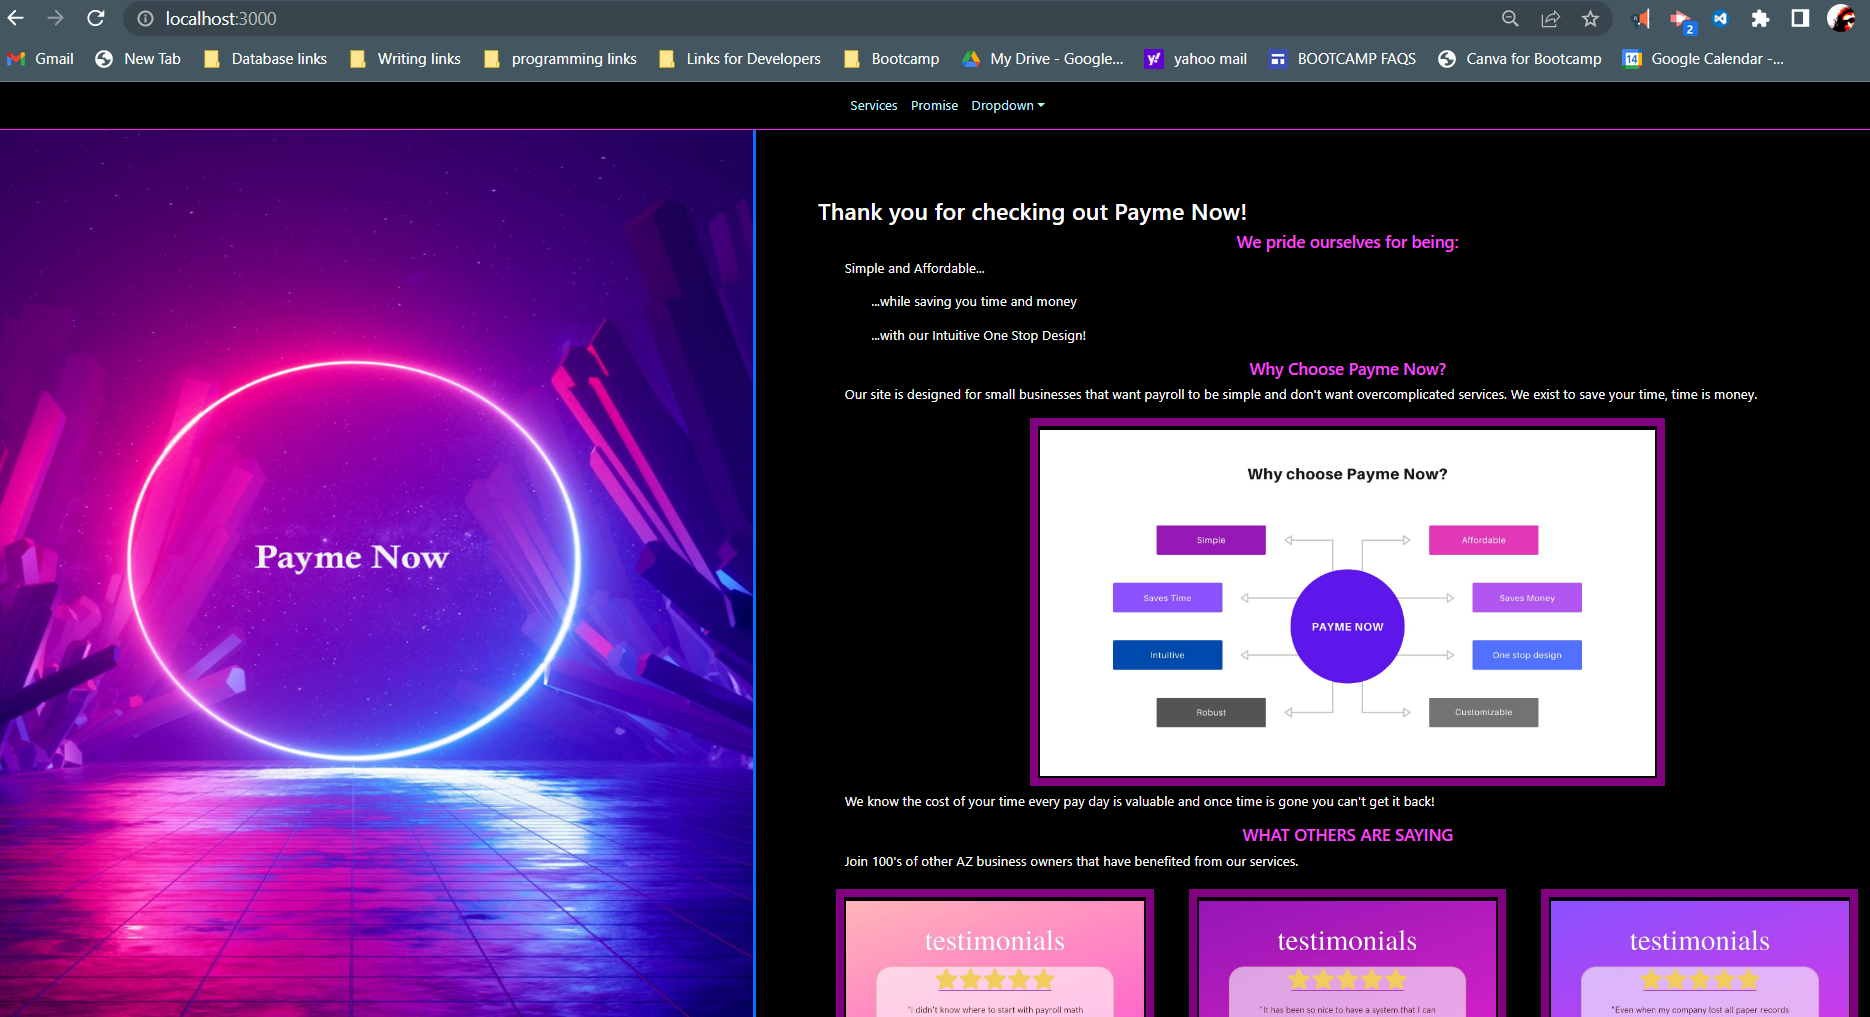 localhost:3000
2
Gmail
New Tab
Database links
Writing links
programming links
Links for Developers
Bootcamp
My Drive - Google...
y! yahoo mail
BOOTCAMP FAQS
Canva for Bootcamp
14 Google Calendar -...
Services Promise Dropdown
Payme Now
Thank you for checking out Payme Now!
We pride ourselves for being:
Simple and Affordable...
...while saving you time and money
...with our Intuitive One Stop Design!
Why Choose Payme Now?
Our site is designed for small businesses that want payroll to be simple and don't want overcomplicated services. We exist to save your time, time is money.
Why choose Payme Now?
Simple
Affordable
Saves Time
Saves Money
PAYME NOW
Intuitive
One stop design
Robust
Customizable
We know the cost of your time every pay day is valuable and once time is gone you can't get it back!
WHAT OTHERS ARE SAYING
Join 100's of other AZ business owners that have benefited from our services.
testimonials
"I didn't know where to start with payroll math
testimonials
"It has been so nice to have a system that I can
testimonials
"Even when my company lost all paper records